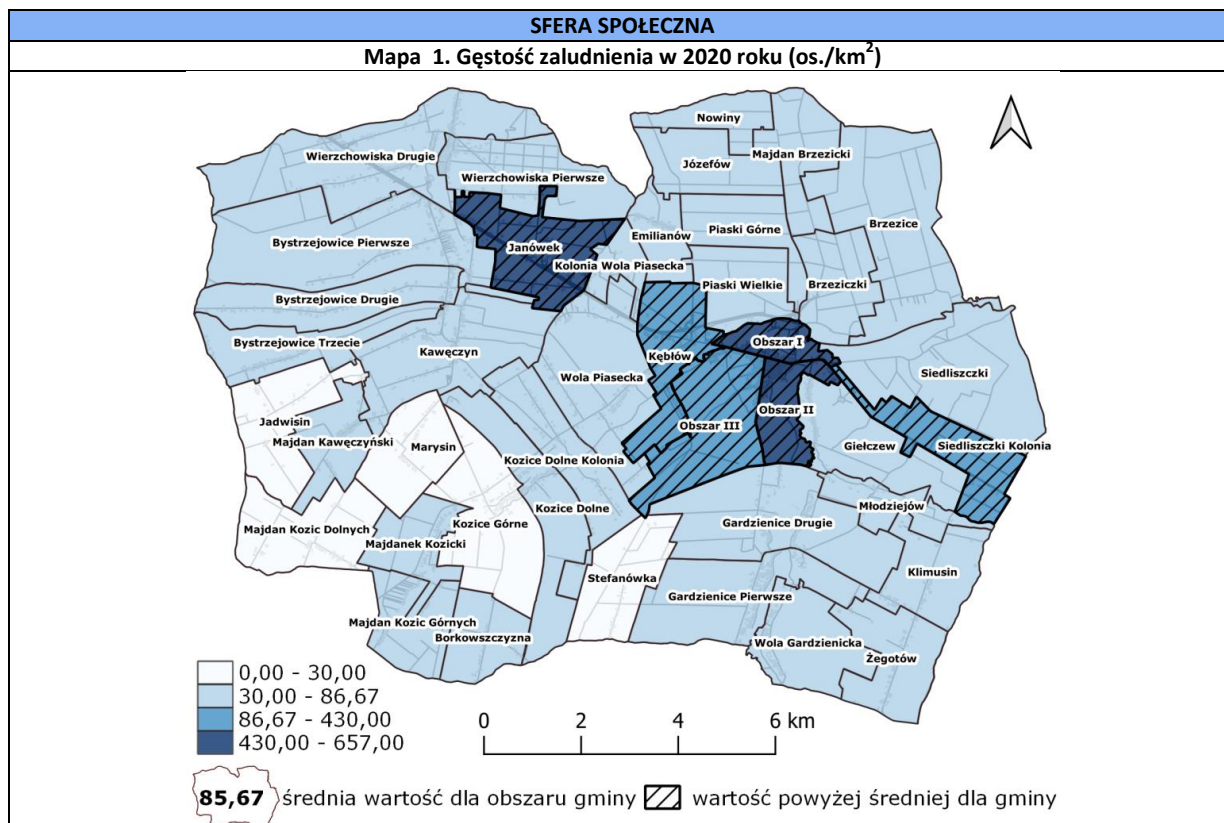 SFERA SPOŁECZNA
Mapa 1. Gęstość zaludnienia w 2020 roku (os./km²)
Nowiny
Wierzchowiska Drugie
Majdan Brzezicki
Józefów
Wierzchowiska Pierwsze
Brzezice
Piaski Górne
Emilianów
Bystrzejowice Pierwsze
Janówek
Kolonia Wola Piasecka
Piaski Wielkie
Brzeziczki
Bystrzejowice Drugie
Bystrzejowice Trzecie
Obszar I
Kawęczyn
Kębłów
Siedliszczki
Wola Piasecka
Obszar II
Jadwisin
Obszar III
Majdan Kawęczyński
Marysin
Giełczew
Siedliszczki Kolonia
Kozice Dolne Kolonia
Młodziejów
Kozice Dolne
Majdan Kozic Dolnych
Kozice Górne
Gardzienice Drugie
Majdanek Kozicki
Klimusin
Stefanówka
Gardzienice Pierwsze
Majdan Kozic Górnych
Borkowszczyzna
Wola Gardzienicka
Żegotów
0,00 - 30,00
30,00 - 86,67
86,67 - 430,00
430,00 - 657,00
0 2 4 6 km
85,67 średnia wartość dla obszaru gminy wartość powyżej średniej dla gminy